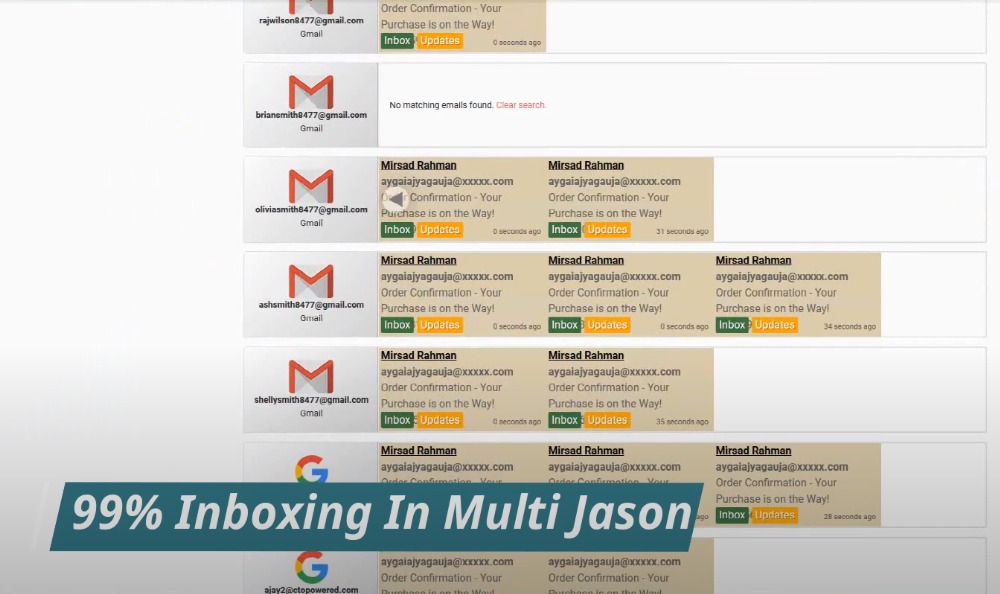 rajwilson8477@gmail.com
Gmail
Order Confirmation - Your
Purchase is on the Way!
Inbox Updates 0 seconds ago
briansmith8477@gmail.com
Gmail
No matching emails found. Clear search.
oliviasmith8477@gmail.com
Gmail
Mirsad Rahman
aygaiajyagauja@xxxxx.com
Order Confirmation - Your
Purchase is on the Way!
Inbox Updates 0 seconds ago
Mirsad Rahman
aygaiajyagauja@xxxxx.com
Order Confirmation - Your
Purchase is on the Way!
Inbox Updates 31 seconds ago
ashsmith8477@gmail.com
Gmail
Mirsad Rahman
aygaiajyagauja@xxxxx.com
Order Confirmation - Your
Purchase is on the Way!
Inbox Updates 0 seconds ago
Mirsad Rahman
aygaiajyagauja@xxxxx.com
Order Confirmation - Your
Purchase is on the Way!
Inbox Updates 0 seconds ago
Mirsad Rahman
aygaiajyagauja@xxxxx.com
Order Confirmation - Your
Purchase is on the Way!
Inbox Updates 34 seconds ago
shellysmith8477@gmail.com
Gmail
Mirsad Rahman
aygaiajyagauja@xxxxx.com
Order Confirmation - Your
Purchase is on the Way!
Inbox Updates 0 seconds ago
Mirsad Rahman
aygaiajyagauja@xxxxx.com
Order Confirmation - Your
Purchase is on the Way!
Inbox Updates 35 seconds ago
Mirsad Rahman
aygaiajyagauja@xxxxx.com
Mirsad Rahman
aygaiajyagauja@xxxxx.com
ago
Mirsad Rahman
aygaiajyagauja@xxxxx.com
Order Confirmation - Your
Purchase is on the Way!
Inbox Updates 28 seconds ago
99% Inboxing In Multi Jason
ajay2@ctopowered.com
aygaiajyagauja@xxxxx.com
Order Confirmation - Your
Purchase is on the Way!
aygaiajyagauja@xxxxx.com
Order Confirmation - Your
Purchase is on the Way!